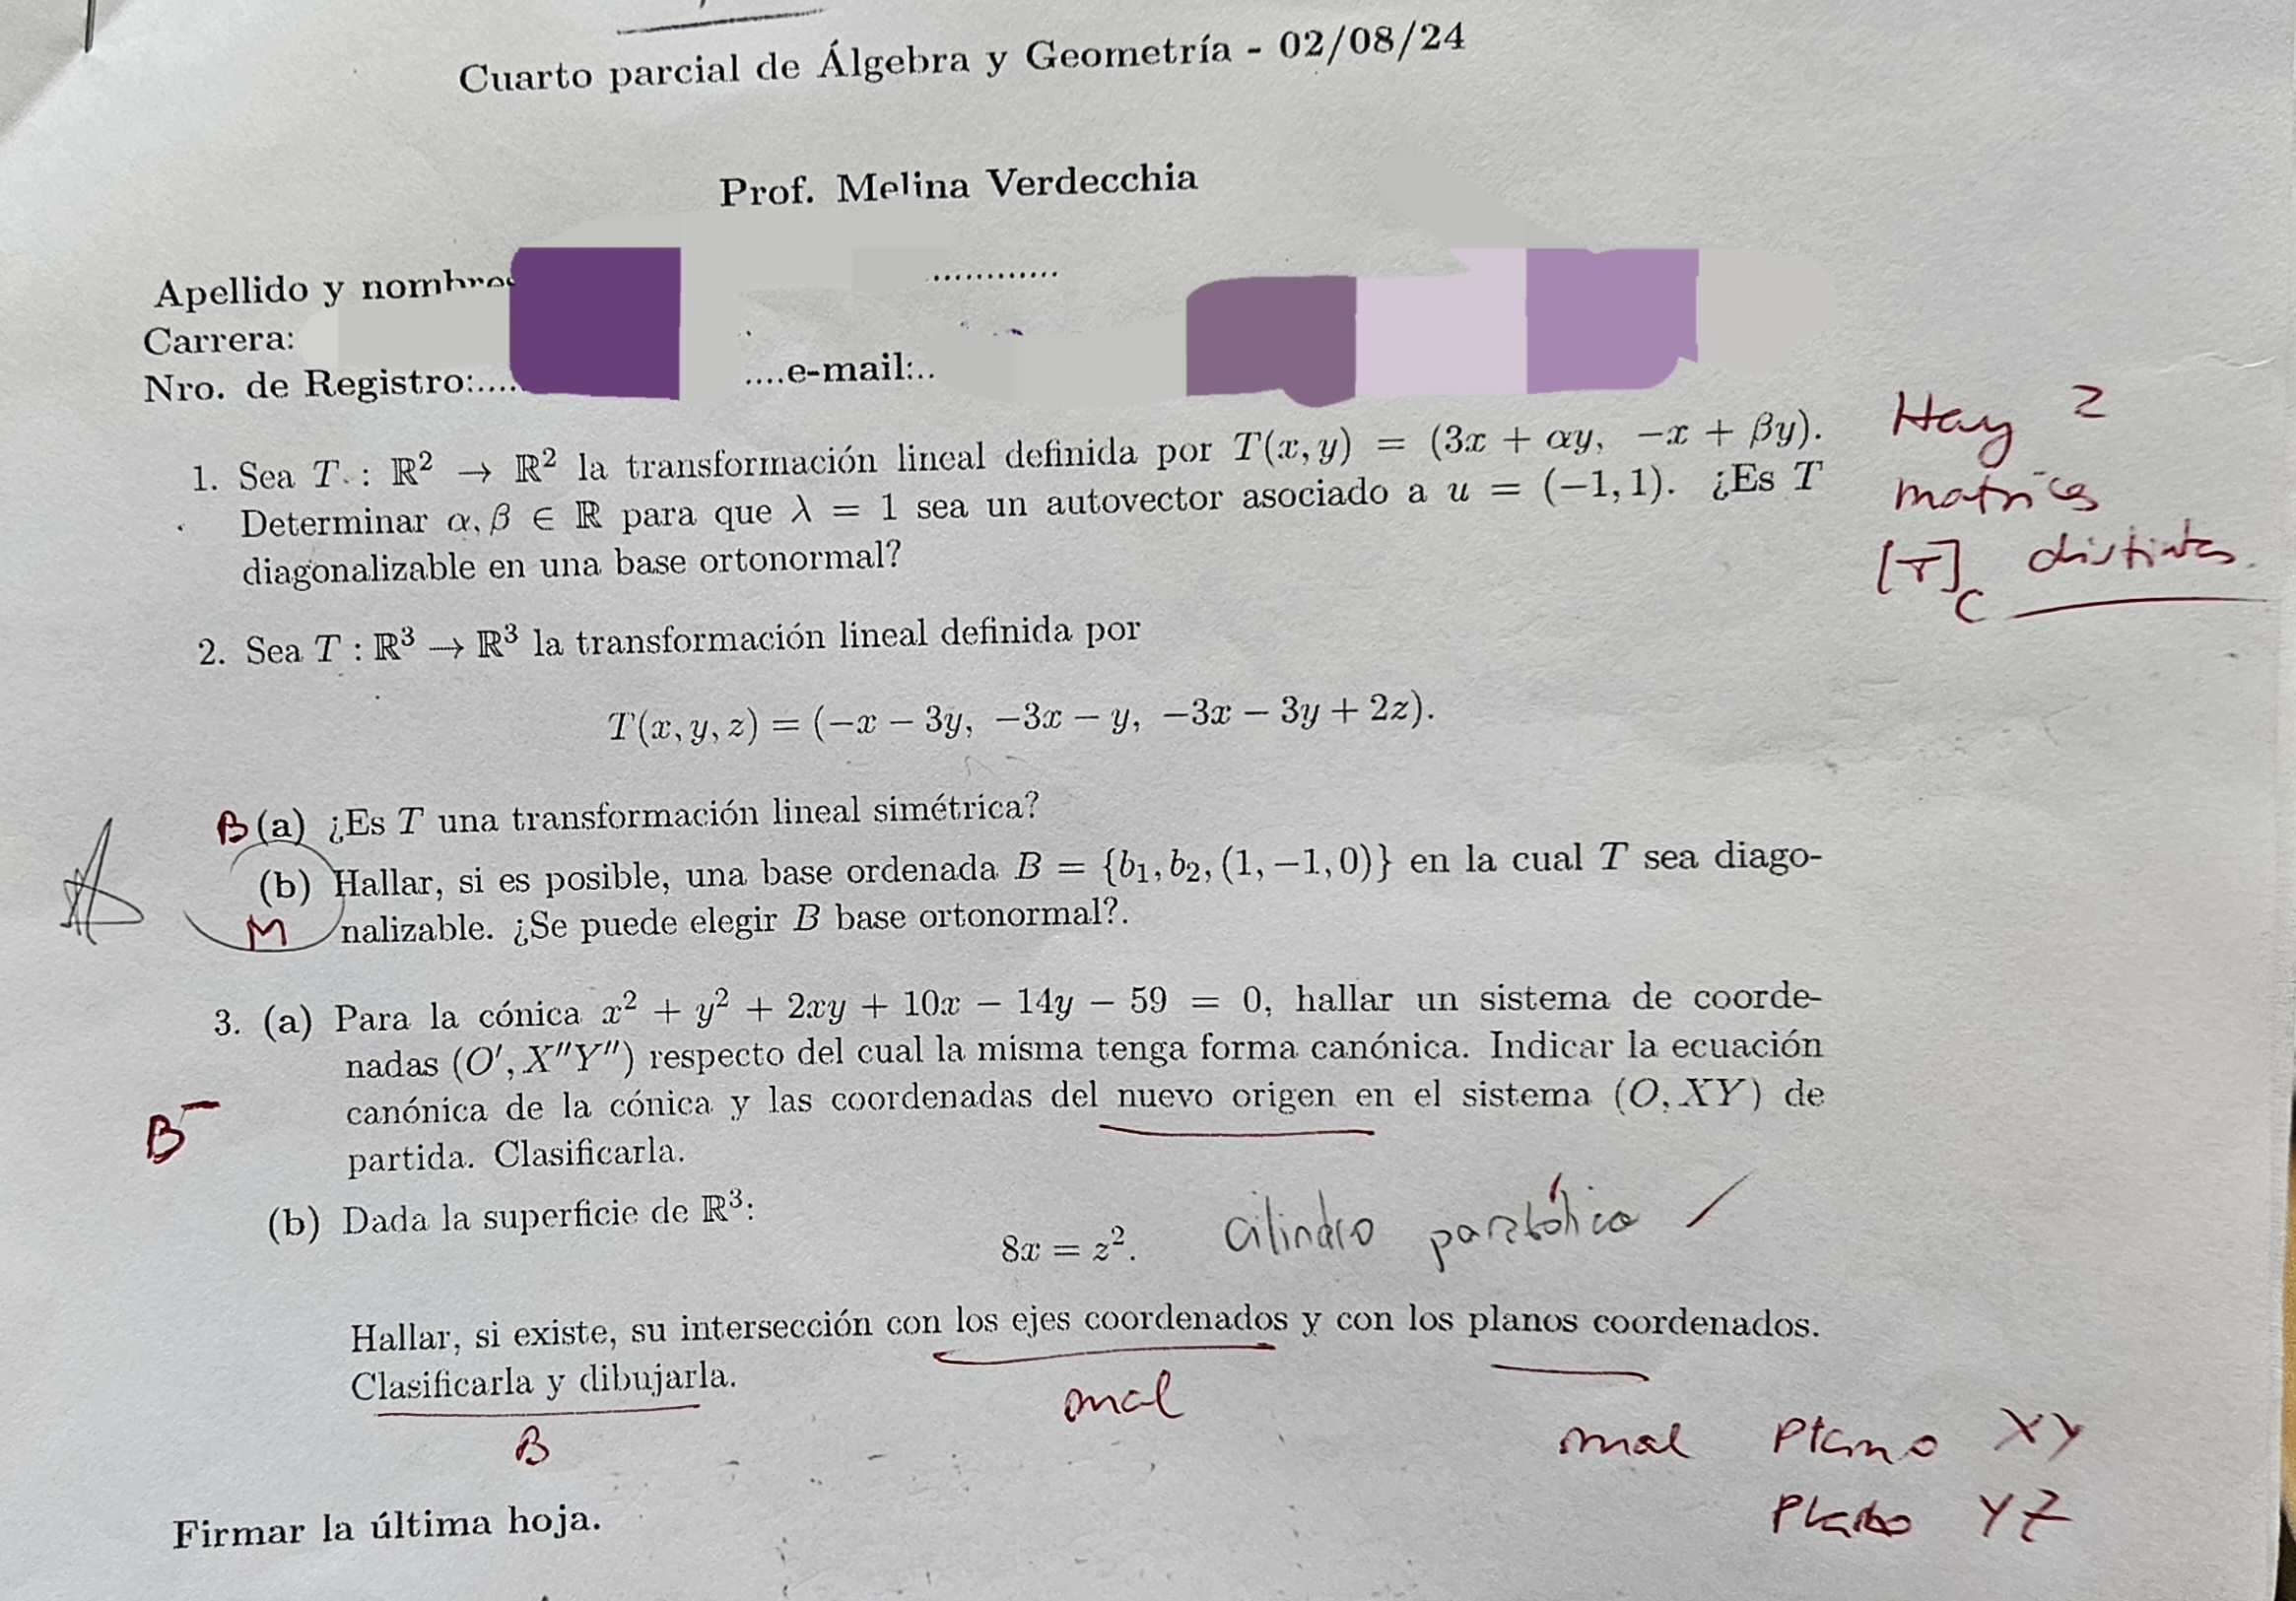 Cuarto parcial de Álgebra y Geometría - 02/08/24
Prof. Melina Verdecchia
Apellido y nombres ............
Carrera:
Nro. de Registro:.... ....e-mail:..
1. Sea T : ℝ² → ℝ² la transformación lineal definida por T(x, y) = (3x + αy, −x + βy).
Determinar α, β ∈ ℝ para que λ = 1 sea un autovector asociado a u = (−1, 1). ¿Es T
diagonalizable en una base ortonormal?
Hay 2
matrices
[T]_C distintas.
2. Sea T : ℝ³ → ℝ³ la transformación lineal definida por
T(x, y, z) = (−x − 3y, −3x − y, −3x − 3y + 2z).
B (a) ¿Es T una transformación lineal simétrica?
(b) Hallar, si es posible, una base ordenada B = {b₁, b₂, (1, −1, 0)} en la cual T sea diago-
M nalizable. ¿Se puede elegir B base ortonormal?.
3. (a) Para la cónica x² + y² + 2xy + 10x − 14y − 59 = 0, hallar un sistema de coorde-
nadas (O′, X″Y″) respecto del cual la misma tenga forma canónica. Indicar la ecuación
B⁻ canónica de la cónica y las coordenadas del nuevo origen en el sistema (O, XY) de
partida. Clasificarla.
(b) Dada la superficie de ℝ³:
8x = z². cilindro parabólico
Hallar, si existe, su intersección con los ejes coordenados y con los planos coordenados.
Clasificarla y dibujarla.
B
mal
mal Plano XY
Plano YZ
Firmar la última hoja.